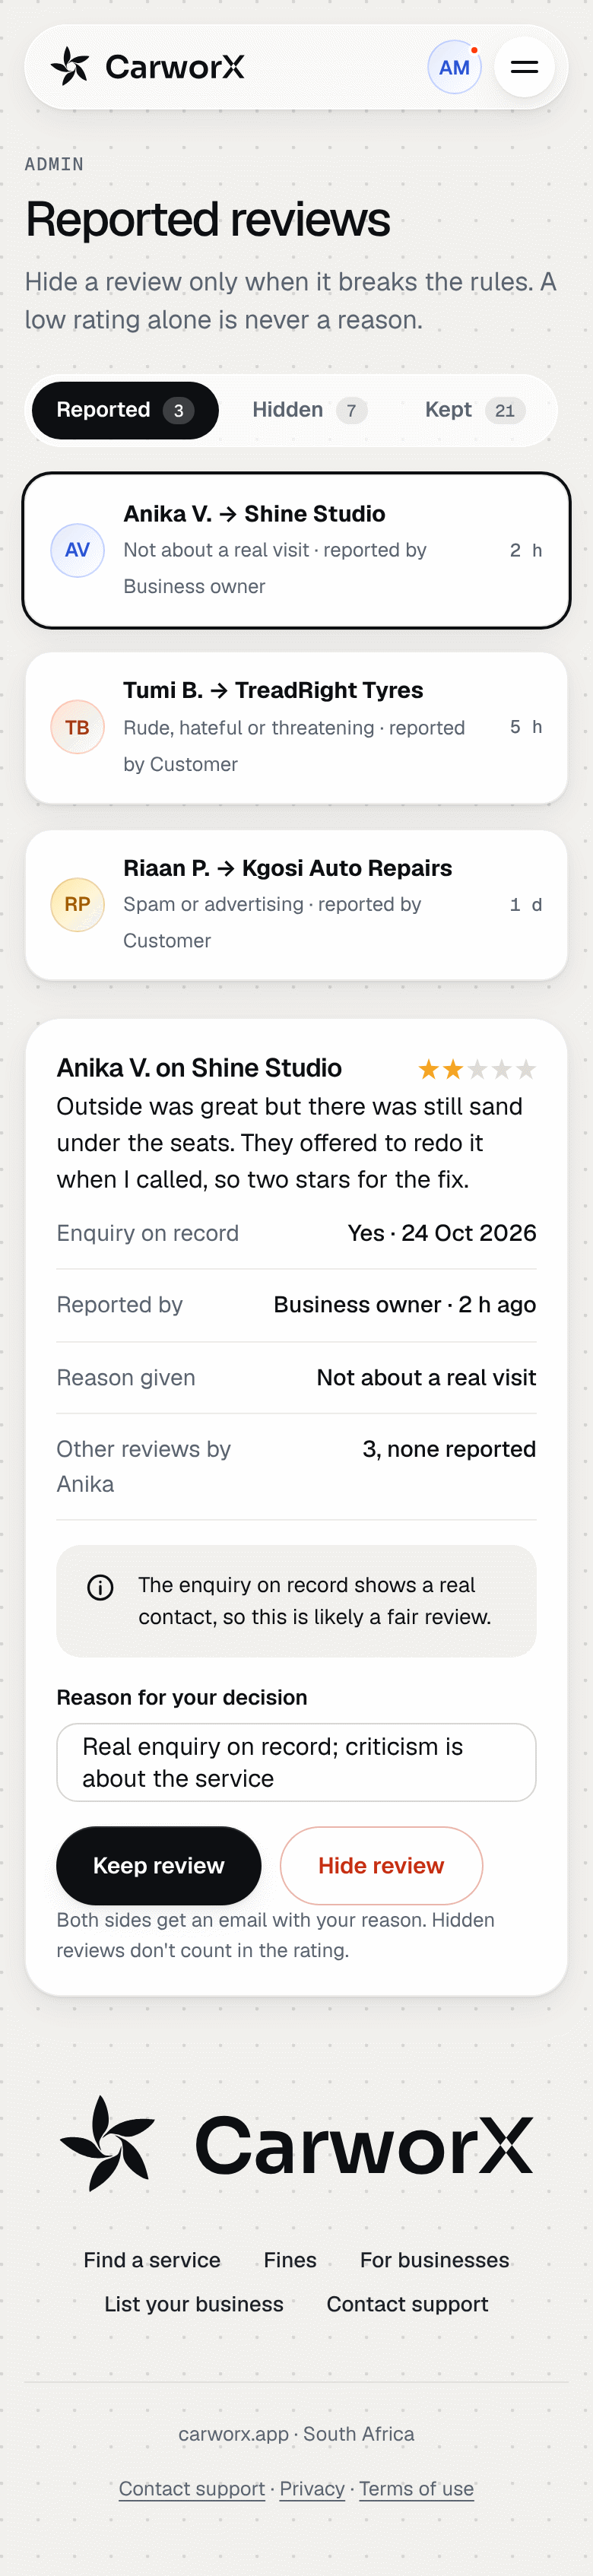 CarworX
AM
ADMIN
Reported reviews
Hide a review only when it breaks the rules. A
low rating alone is never a reason.
Reported 3 Hidden 7 Kept 21
Anika V. → Shine Studio
AV
Not about a real visit · reported by
Business owner
2 h
Tumi B. → TreadRight Tyres
TB
Rude, hateful or threatening · reported
by Customer
5 h
Riaan P. → Kgosi Auto Repairs
RP
Spam or advertising · reported by
Customer
1 d
Anika V. on Shine Studio
Outside was great but there was still sand
under the seats. They offered to redo it
when I called, so two stars for the fix.
Enquiry on record Yes · 24 Oct 2026
Reported by Business owner · 2 h ago
Reason given Not about a real visit
Other reviews by
Anika
3, none reported
The enquiry on record shows a real
contact, so this is likely a fair review.
Reason for your decision
Real enquiry on record; criticism is
about the service
Keep review Hide review
Both sides get an email with your reason. Hidden
reviews don't count in the rating.
CarworX
Find a service Fines For businesses
List your business Contact support
carworx.app · South Africa
Contact support · Privacy · Terms of use